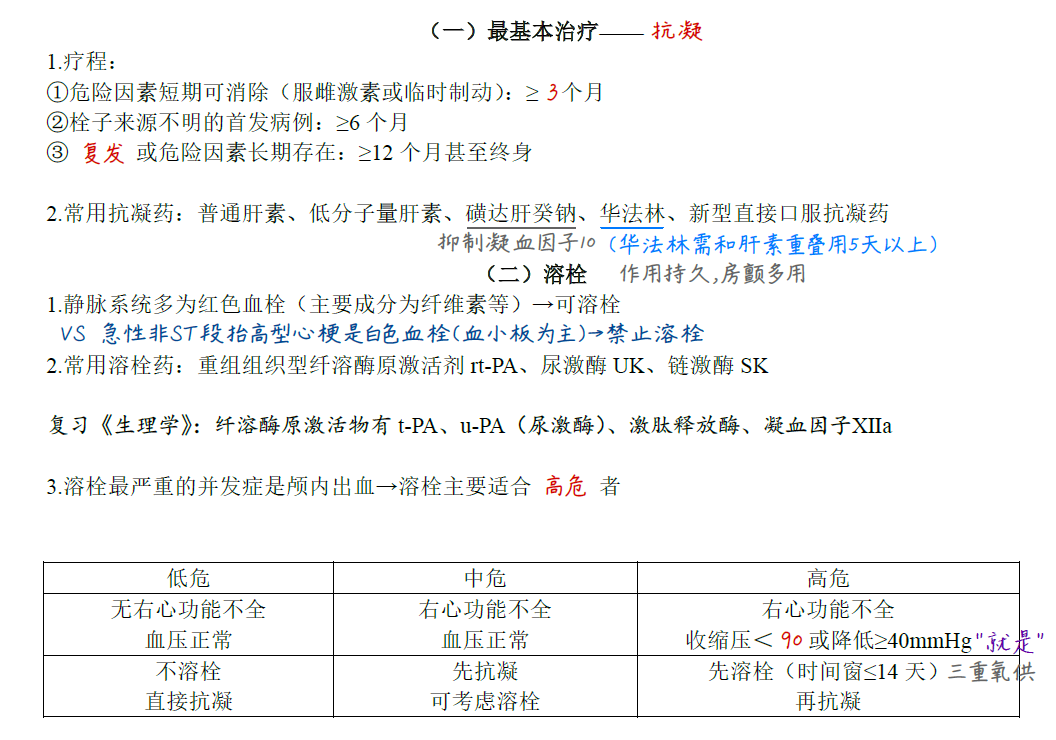 （一）最基本治疗—— 抗凝
1.疗程：
①危险因素短期可消除（服雌激素或临时制动）：≥ 3个月
②栓子来源不明的首发病例：≥6 个月
③ 复发 或危险因素长期存在：≥12 个月甚至终身
2.常用抗凝药：普通肝素、低分子量肝素、磺达肝癸钠、华法林、新型直接口服抗凝药
抑制凝血因子10（华法林需和肝素重叠用5天以上）
（二）溶栓 作用持久,房颤多用
1.静脉系统多为红色血栓（主要成分为纤维素等）→可溶栓
VS 急性非ST段抬高型心梗是白色血栓(血小板为主)→禁止溶栓
2.常用溶栓药：重组组织型纤溶酶原激活剂 rt-PA、尿激酶 UK、链激酶 SK
复习《生理学》：纤溶酶原激活物有 t-PA、u-PA（尿激酶）、激肽释放酶、凝血因子XIIa
3.溶栓最严重的并发症是颅内出血→溶栓主要适合 高危 者
低危 中危 高危
无右心功能不全 右心功能不全 右心功能不全
血压正常 血压正常 收缩压＜ 90 或降低≥40mmHg "就是"
不溶栓 先抗凝 先溶栓（时间窗≤14 天）三重氧供
直接抗凝 可考虑溶栓 再抗凝